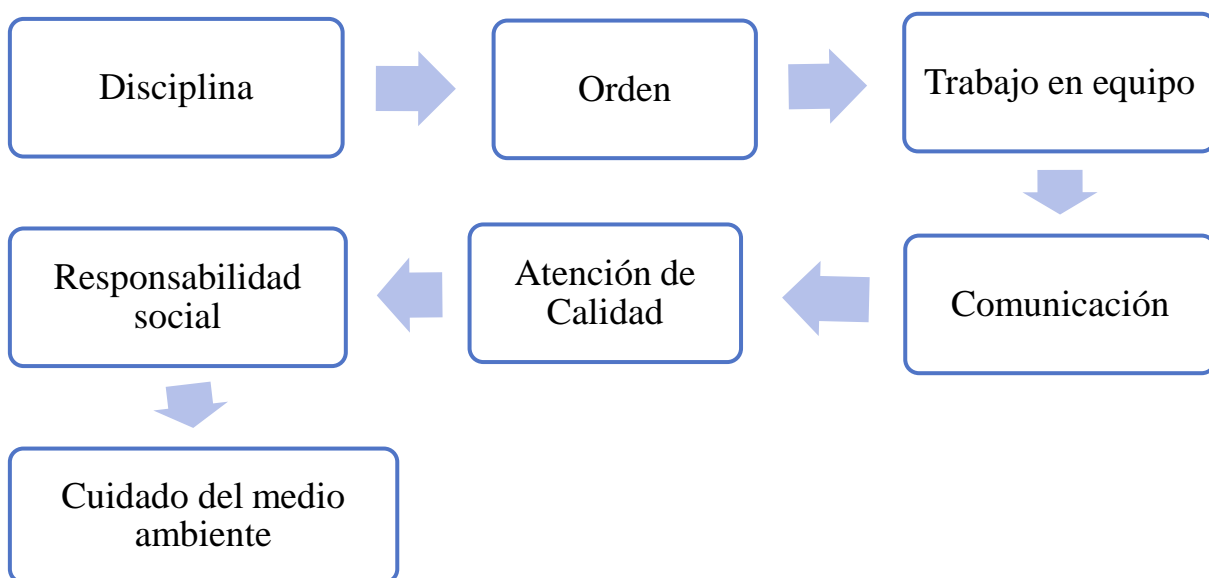 Disciplina
Orden
Trabajo en equipo
Comunicación
Atención de
Calidad
Responsabilidad
social
Cuidado del medio
ambiente